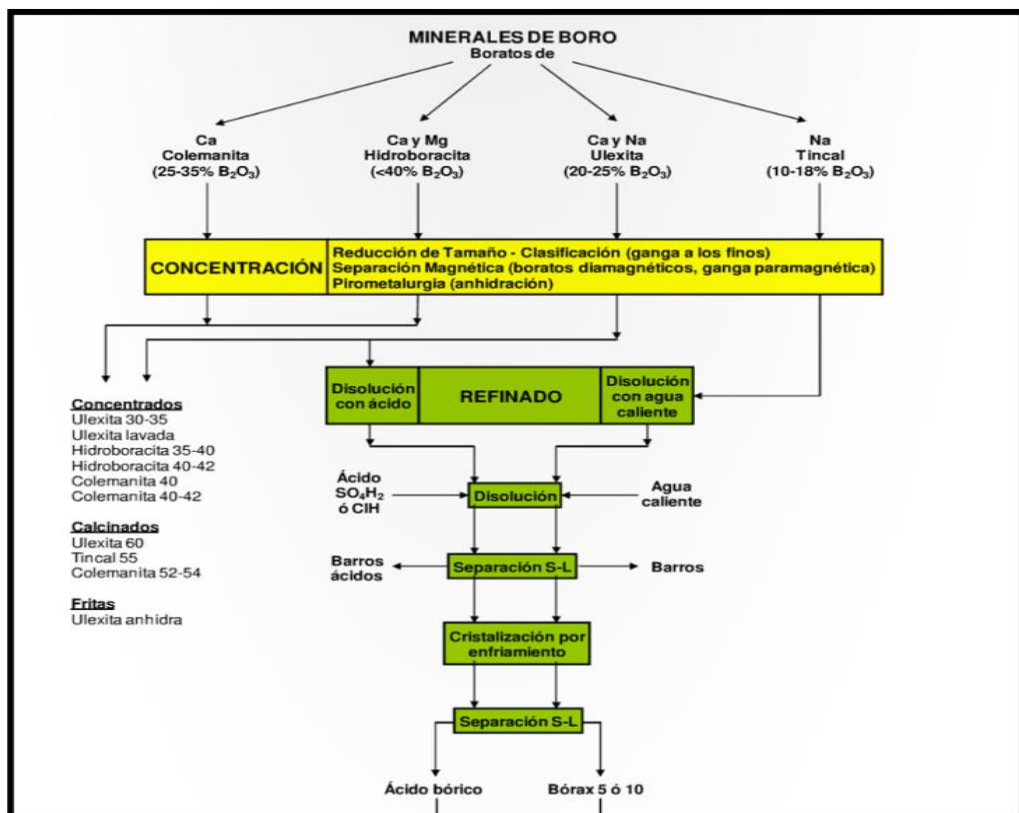 MINERALES DE BORO
Boratos de
Ca
Colemanita
(25-35% B₂O₃)
Ca y Mg
Hidroboracita
(<40% B₂O₃)
Ca y Na
Ulexita
(20-25% B₂O₃)
Na
Tincal
(10-18% B₂O₃)
CONCENTRACIÓN
Reducción de Tamaño - Clasificación (ganga a los finos)
Separación Magnética (boratos diamagnéticos, ganga paramagnética)
Pirometalurgia (anhidración)
Disolución
con ácido
REFINADO
Disolución
con agua
caliente
Concentrados
Ulexita 30-35
Ulexita lavada
Hidroboracita 35-40
Hidroboracita 40-42
Colemanita 40
Colemanita 40-42
Calcinados
Ulexita 60
Tincal 55
Colemanita 52-54
Fritas
Ulexita anhidra
Ácido
SO₄H₂
ó ClH
Disolución
Agua
caliente
Barros
ácidos
Separación S-L
Barros
Cristalización por
enfriamiento
Separación S-L
Ácido bórico
Bórax 5 ó 10